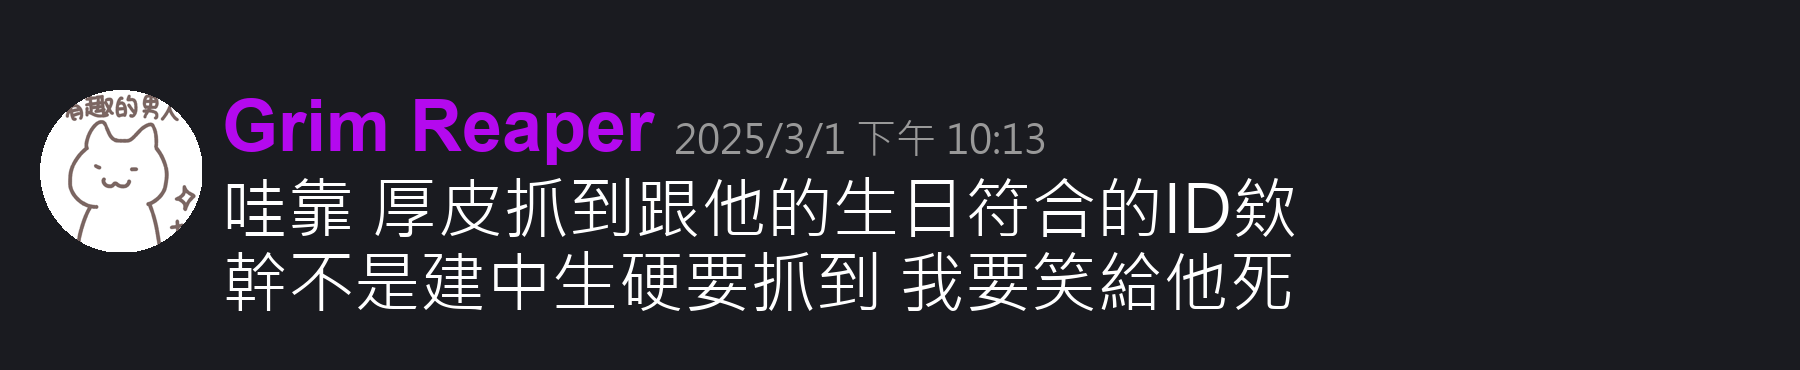 有趣的男人
Grim Reaper 2025/3/1 下午 10:13
哇靠 厚皮抓到跟他的生日符合的ID欸
幹不是建中生硬要抓到 我要笑給他死